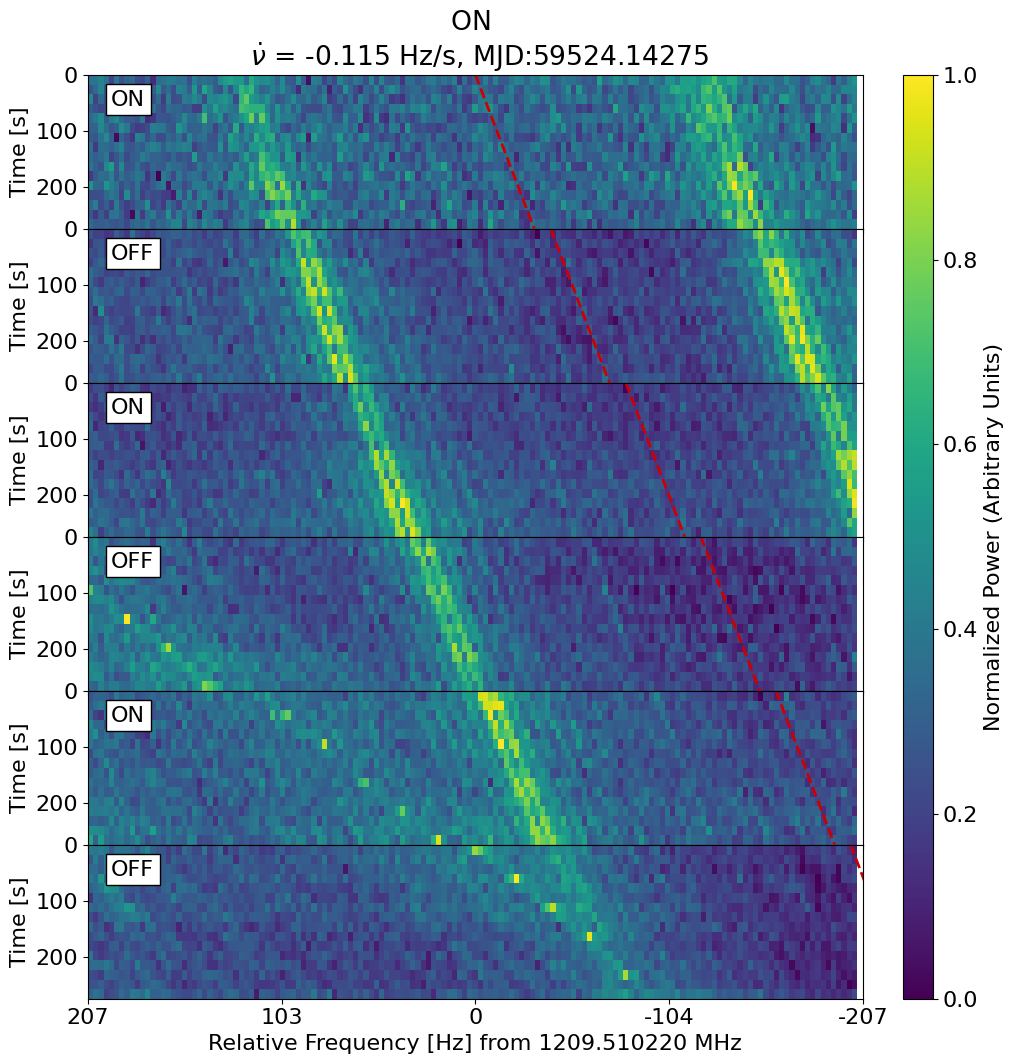 ON
ν̇ = -0.115 Hz/s, MJD:59524.14275
0
ON
100
Time [s]
200
0
OFF
100
Time [s]
200
0
ON
100
Time [s]
200
0
OFF
100
Time [s]
200
0
ON
100
Time [s]
200
0
OFF
100
Time [s]
200
207 103 0 -104 -207
Relative Frequency [Hz] from 1209.510220 MHz
1.0
0.8
0.6
0.4
0.2
0.0
Normalized Power (Arbitrary Units)